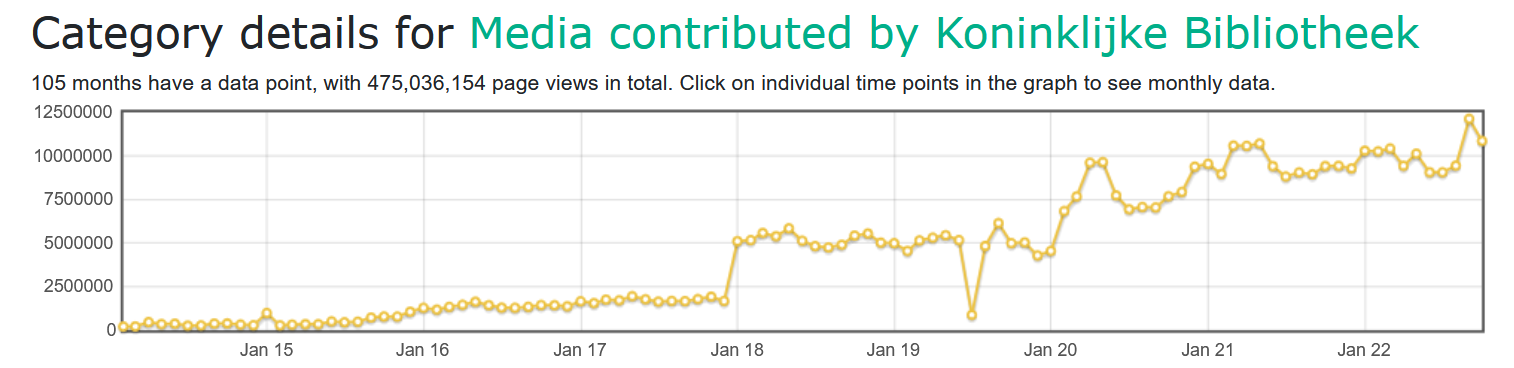 Category details for Media contributed by Koninklijke Bibliotheek
105 months have a data point, with 475,036,154 page views in total. Click on individual time points in the graph to see monthly data.
12500000
10000000
7500000
5000000
2500000
0
Jan 15 Jan 16 Jan 17 Jan 18 Jan 19 Jan 20 Jan 21 Jan 22